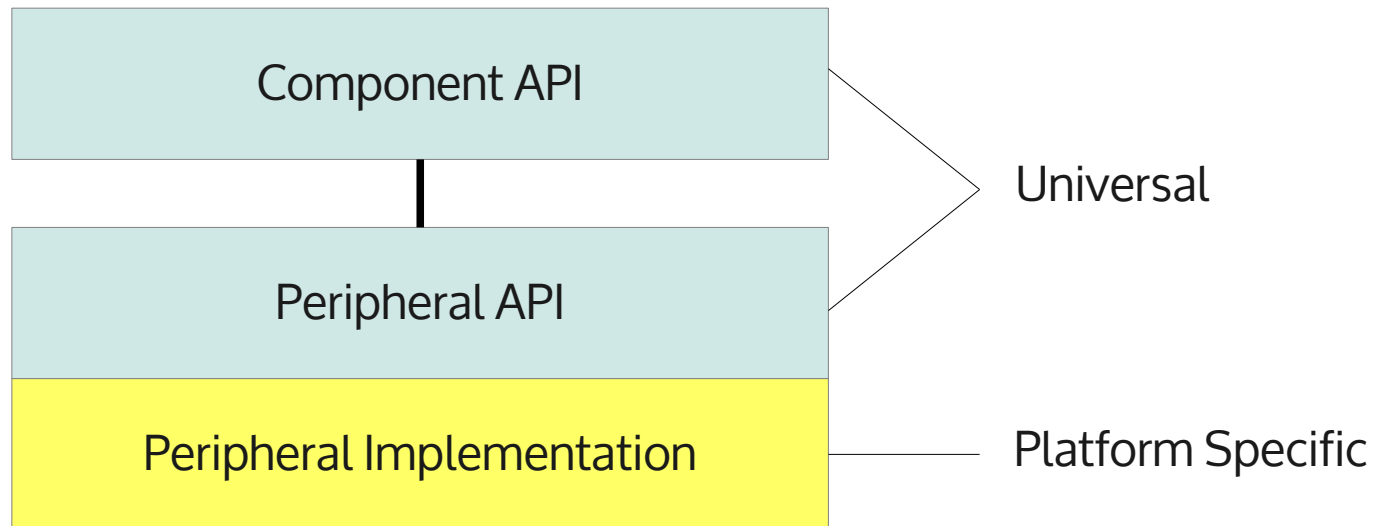 Component API
Universal
Peripheral API
Peripheral Implementation
Platform Specific